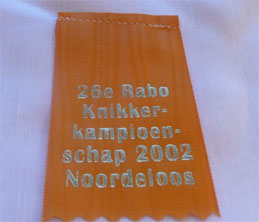 26e Rabo
Knikker-
kampioen-
schap 2002
Noordeloos